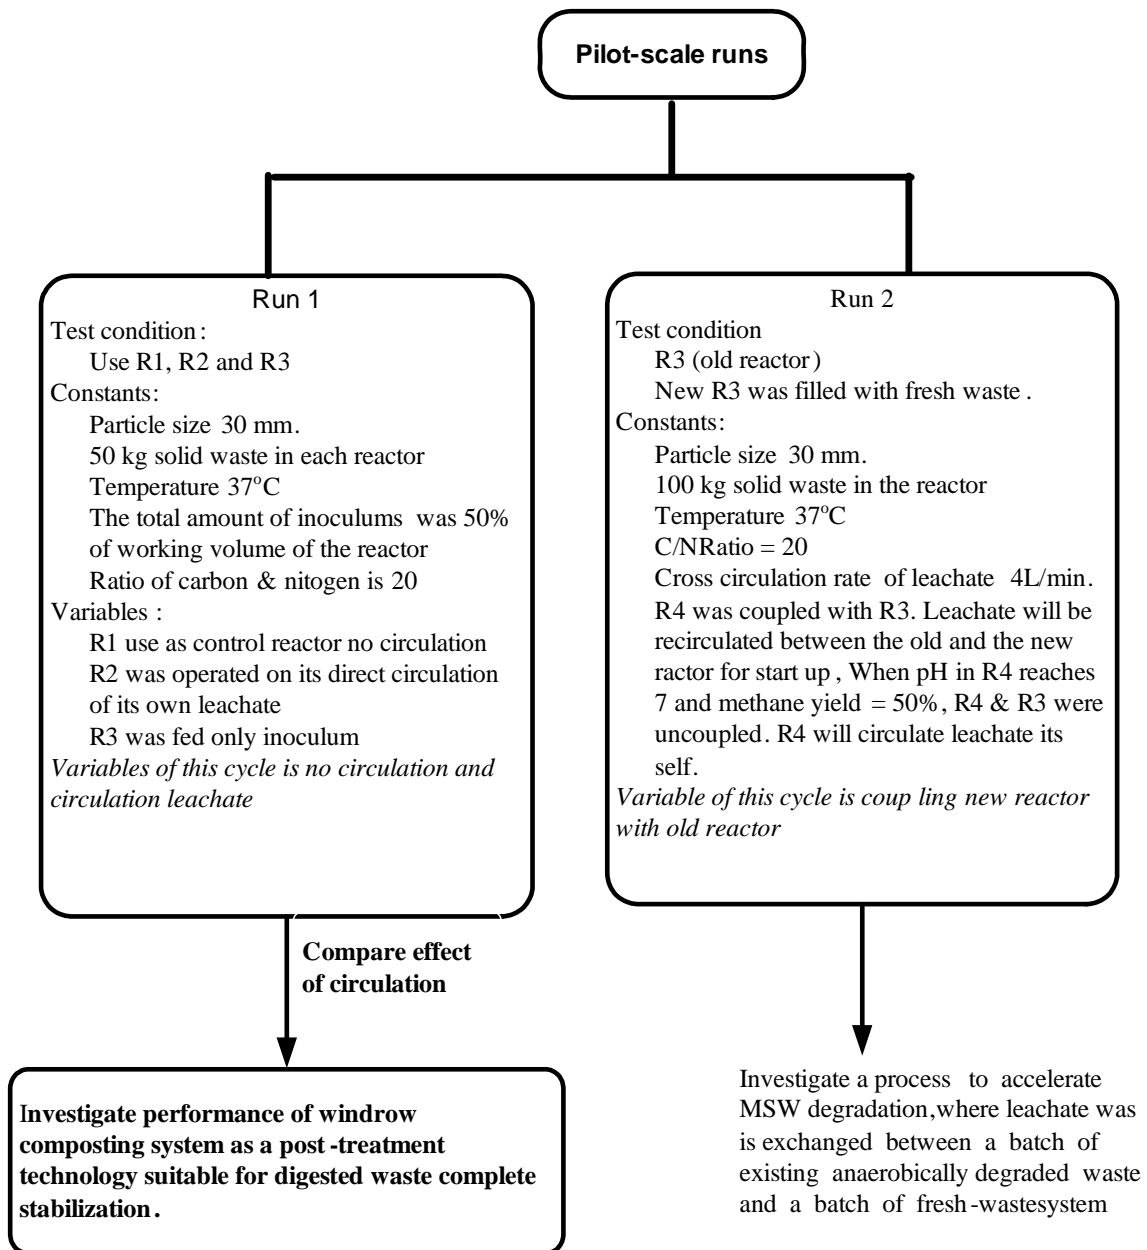 Pilot-scale runs
Run 1
Test condition:
Use R1, R2 and R3
Constants:
Particle size 30 mm.
50 kg solid waste in each reactor
Temperature 37°C
The total amount of inoculums was 50%
of working volume of the reactor
Ratio of carbon & nitogen is 20
Variables :
R1 use as control reactor no circulation
R2 was operated on its direct circulation
of its own leachate
R3 was fed only inoculum
Variables of this cycle is no circulation and
circulation leachate
Run 2
Test condition
R3 (old reactor)
New R3 was filled with fresh waste .
Constants:
Particle size 30 mm.
100 kg solid waste in the reactor
Temperature 37°C
C/NRatio = 20
Cross circulation rate of leachate 4L/min.
R4 was coupled with R3. Leachate will be
recirculated between the old and the new
ractor for start up , When pH in R4 reaches
7 and methane yield = 50%, R4 & R3 were
uncoupled. R4 will circulate leachate its
self.
Variable of this cycle is coup ling new reactor
with old reactor
Compare effect
of circulation
Investigate performance of windrow
composting system as a post -treatment
technology suitable for digested waste complete
stabilization .
Investigate a process to accelerate
MSW degradation,where leachate was
is exchanged between a batch of
existing anaerobically degraded waste
and a batch of fresh-wastesystem